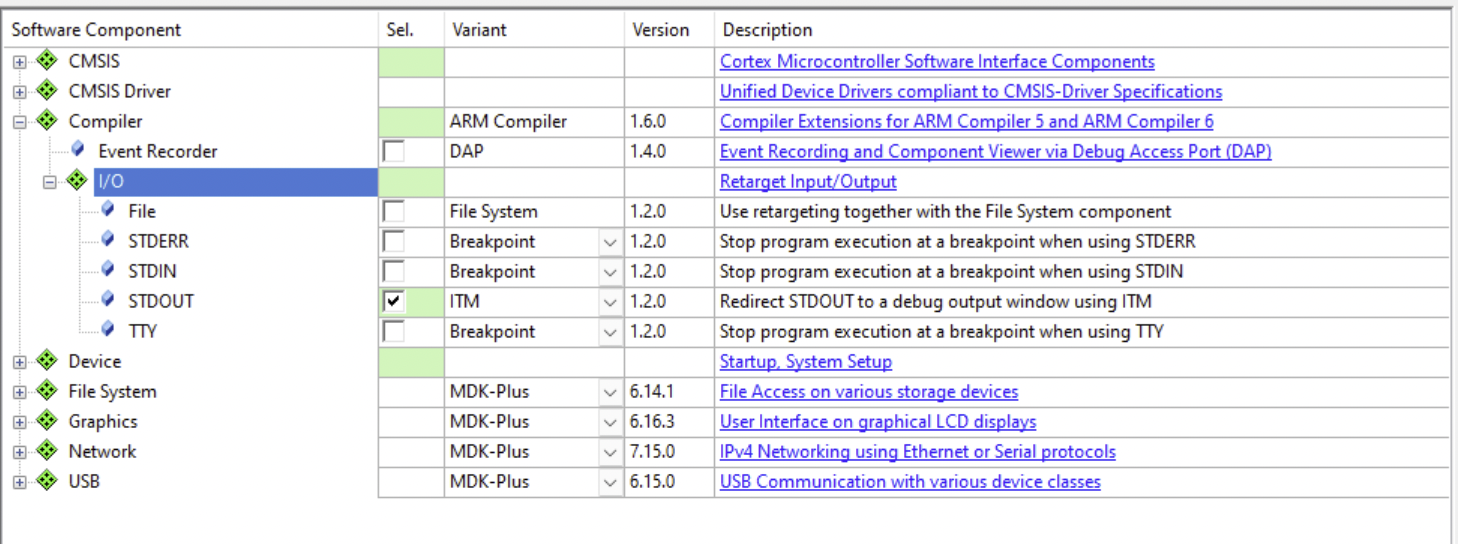 Software Component Sel. Variant Version Description
CMSIS Cortex Microcontroller Software Interface Components
CMSIS Driver Unified Device Drivers compliant to CMSIS-Driver Specifications
Compiler ARM Compiler 1.6.0 Compiler Extensions for ARM Compiler 5 and ARM Compiler 6
Event Recorder DAP 1.4.0 Event Recording and Component Viewer via Debug Access Port (DAP)
I/O Retarget Input/Output
File File System 1.2.0 Use retargeting together with the File System component
STDERR Breakpoint 1.2.0 Stop program execution at a breakpoint when using STDERR
STDIN Breakpoint 1.2.0 Stop program execution at a breakpoint when using STDIN
STDOUT ITM 1.2.0 Redirect STDOUT to a debug output window using ITM
TTY Breakpoint 1.2.0 Stop program execution at a breakpoint when using TTY
Device Startup, System Setup
File System MDK-Plus 6.14.1 File Access on various storage devices
Graphics MDK-Plus 6.16.3 User Interface on graphical LCD displays
Network MDK-Plus 7.15.0 IPv4 Networking using Ethernet or Serial protocols
USB MDK-Plus 6.15.0 USB Communication with various device classes